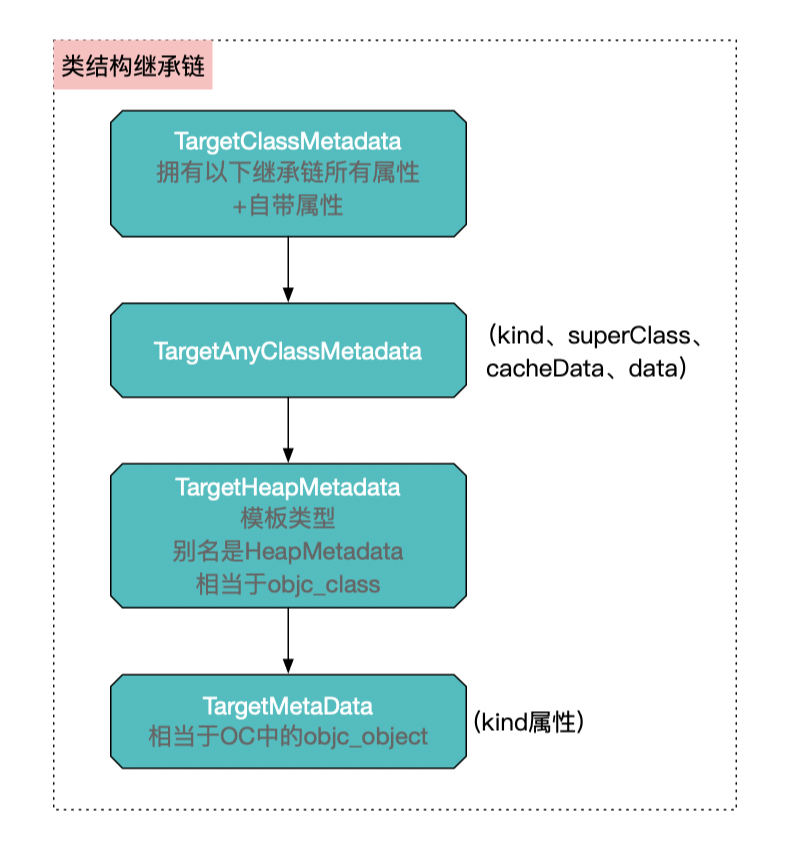 类结构继承链
TargetClassMetadata
拥有以下继承链所有属性
+自带属性
TargetAnyClassMetadata
(kind、superClass、
cacheData、data)
TargetHeapMetadata
模板类型
别名是HeapMetadata
相当于objc_class
TargetMetaData
相当于OC中的objc_object
(kind属性)